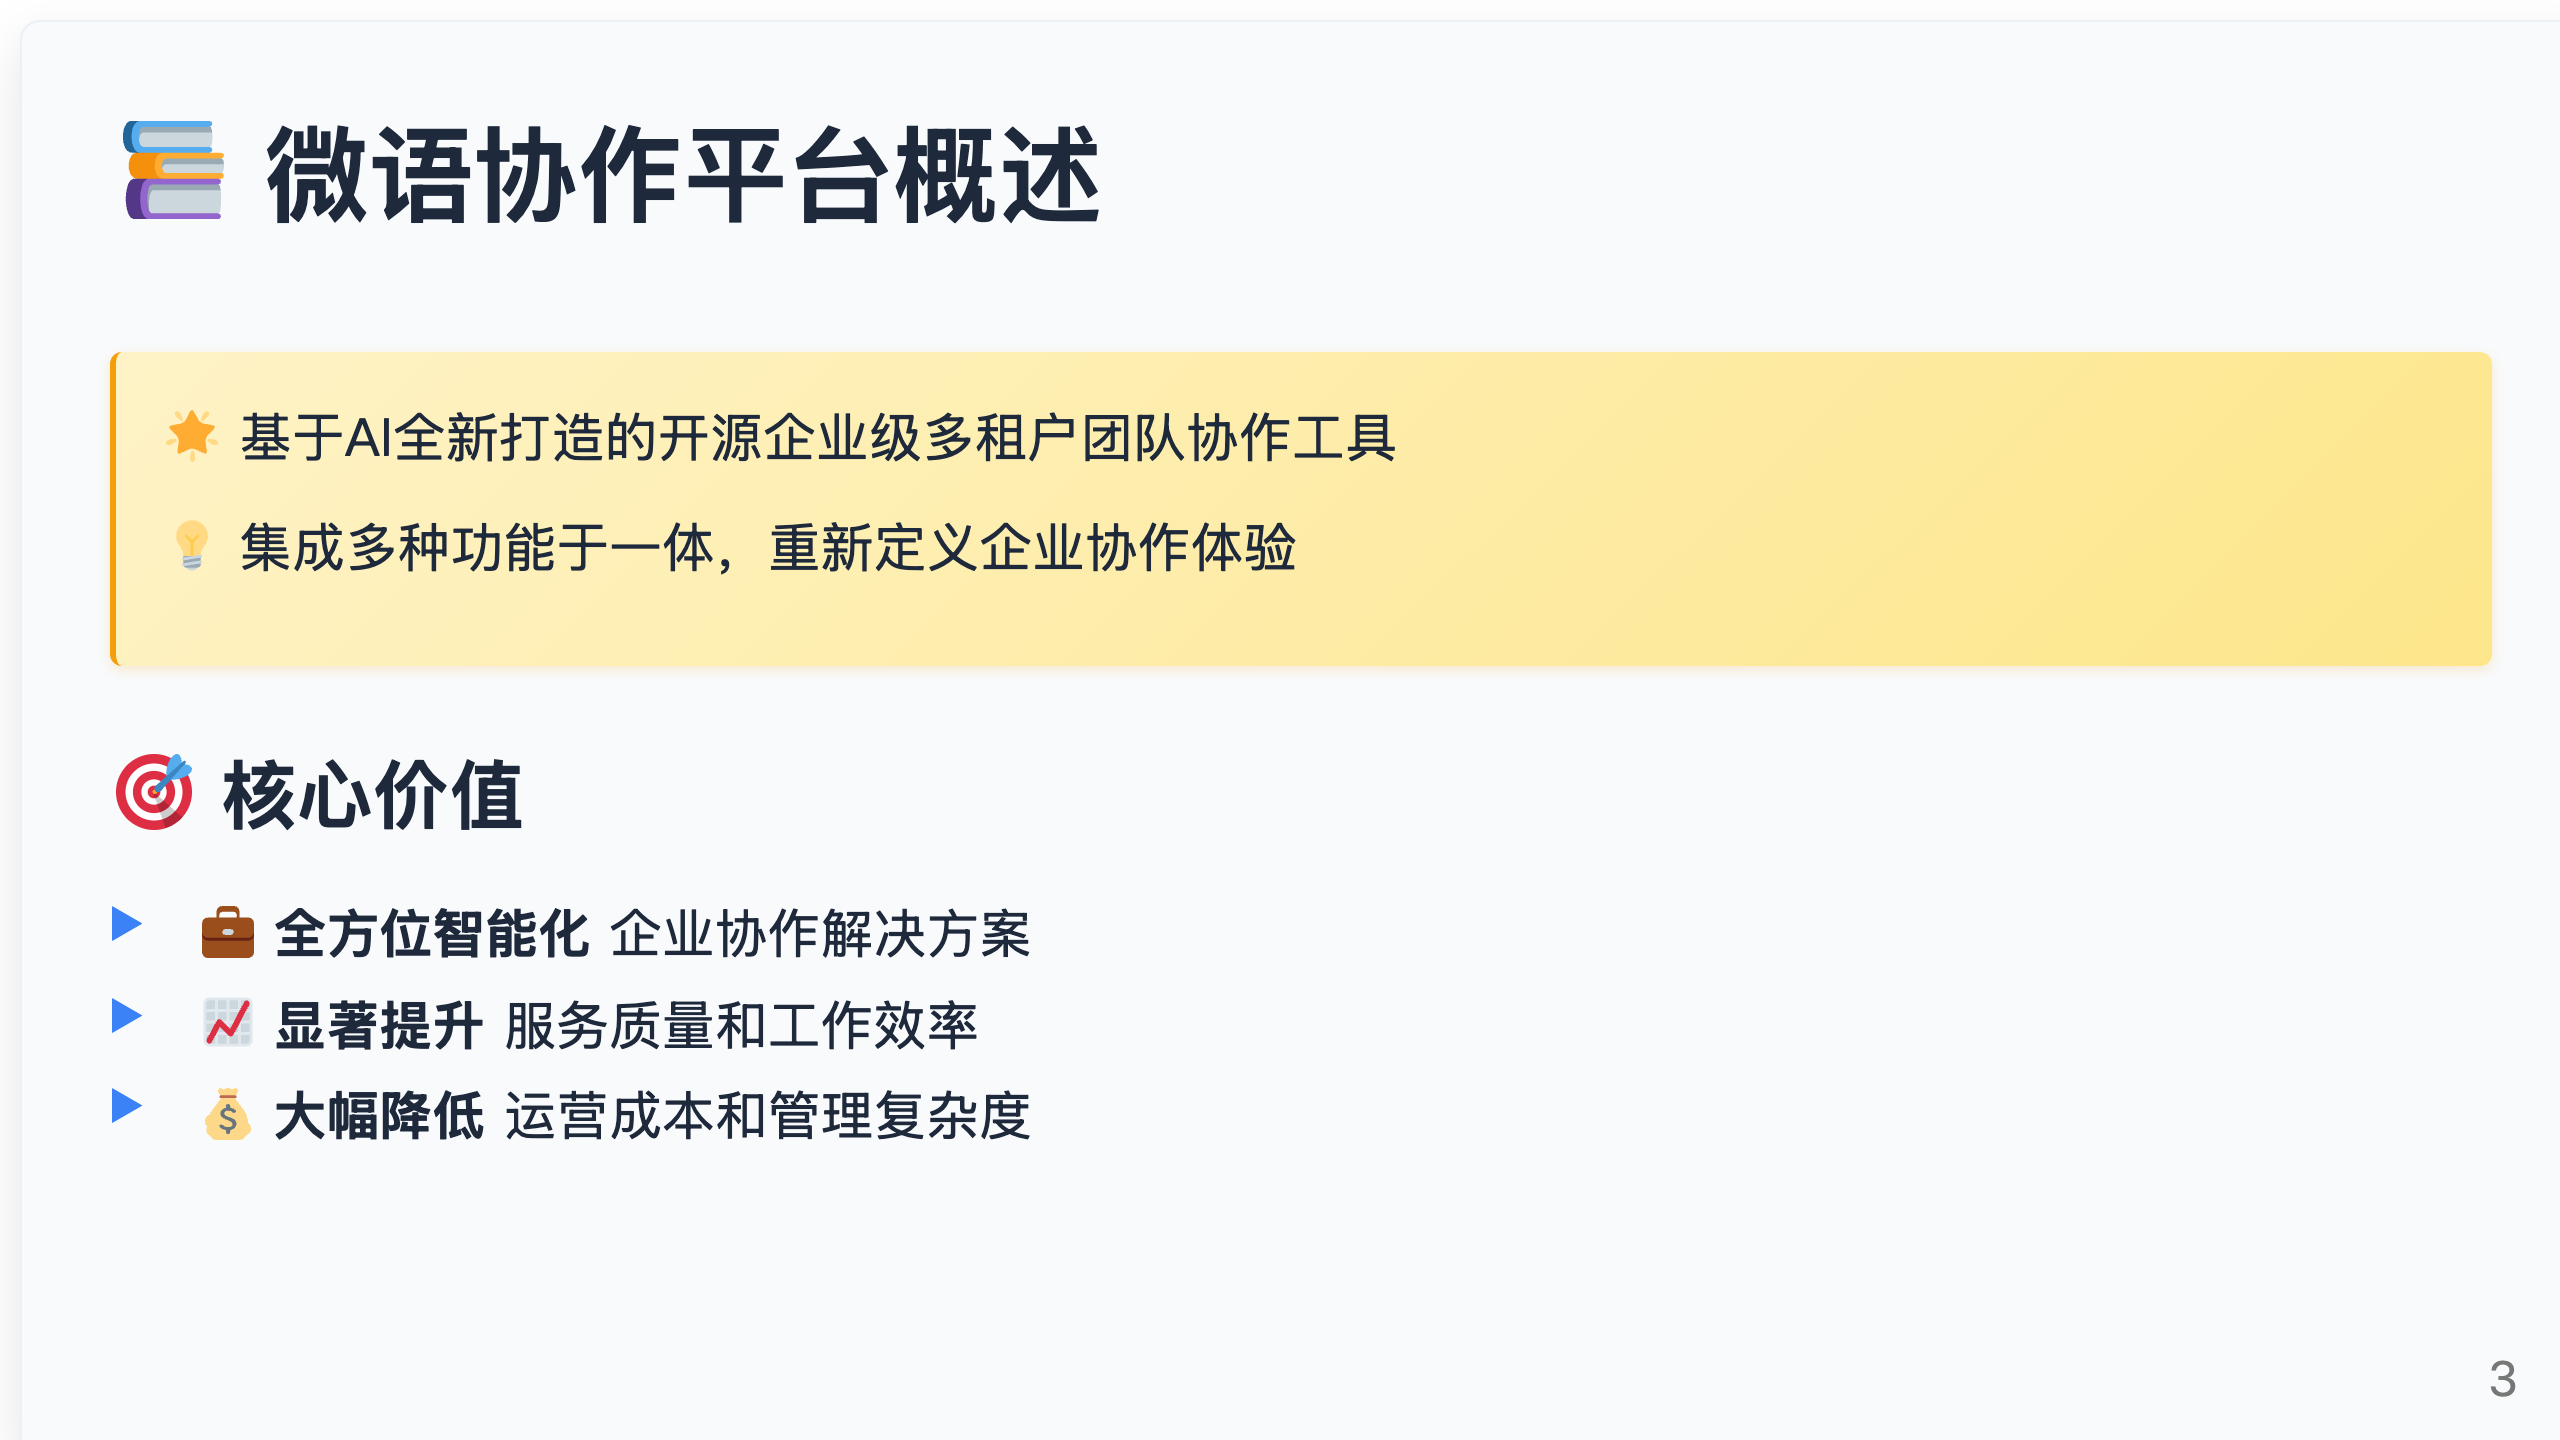 微语协作平台概述
基于AI全新打造的开源企业级多租户团队协作工具
集成多种功能于一体，重新定义企业协作体验
核心价值
全方位智能化 企业协作解决方案
显著提升 服务质量和工作效率
大幅降低 运营成本和管理复杂度
3